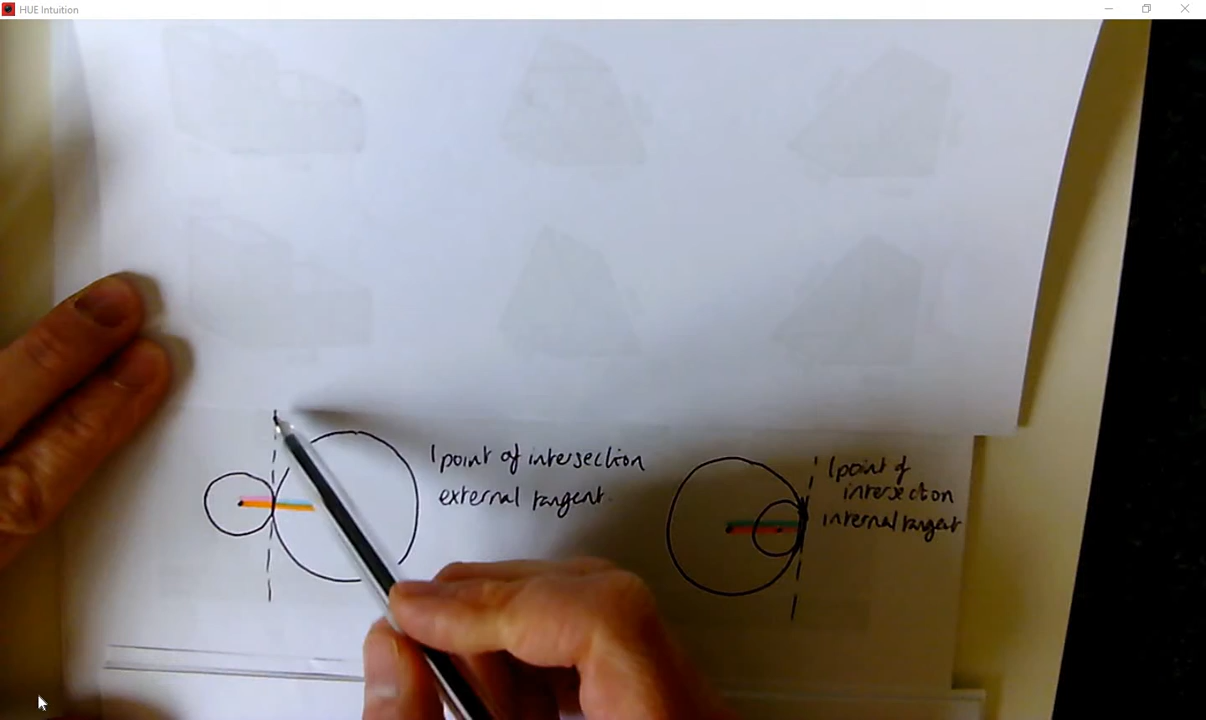 HUE Intuition
1 point of intersection
external tangent.
1 point of
intersection
internal tangent